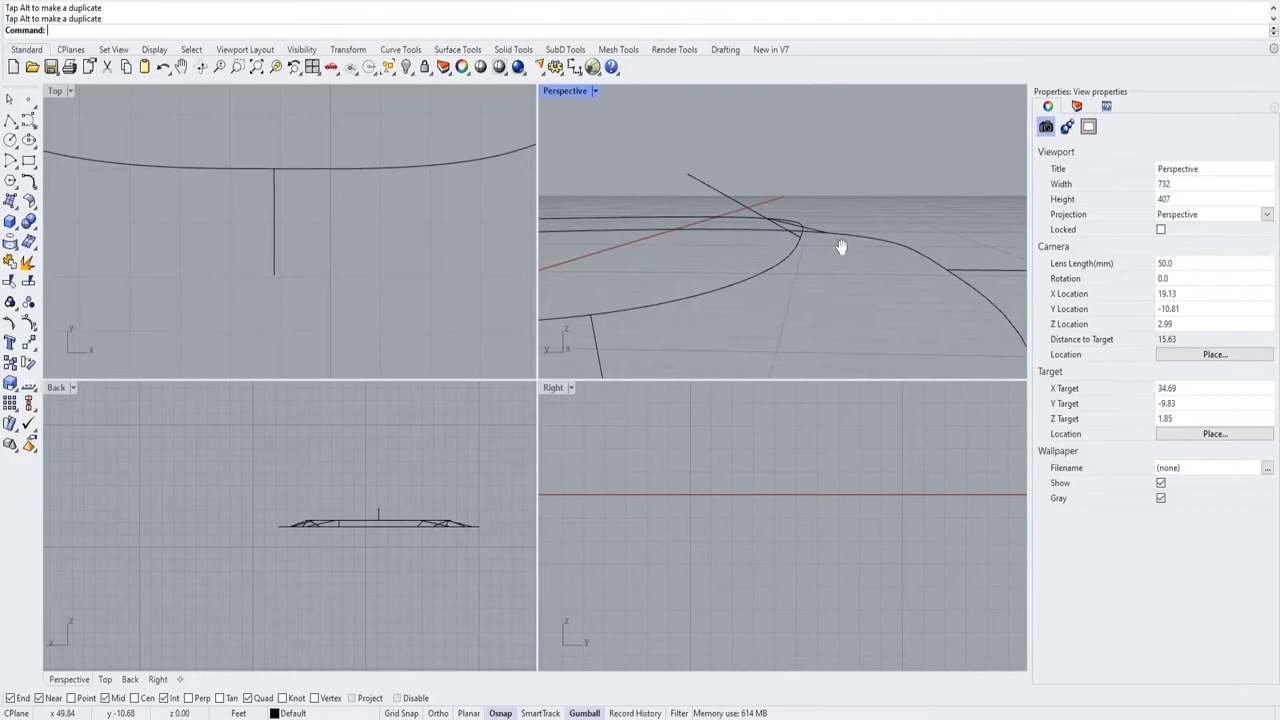 Tap Alt to make a duplicate
Tap Alt to make a duplicate
Command:
Standard CPlanes Set View Display Select Viewport Layout Visibility Transform Curve Tools Surface Tools Solid Tools SubD Tools Mesh Tools Render Tools Drafting New in V7
Top
Perspective
Properties: View properties
Viewport
Title Perspective
Width 732
Height 407
Projection Perspective
Locked
Camera
Lens Length(mm) 50.0
Rotation 0.0
X Location 19.13
Y Location -10.81
Z Location 2.99
Distance to Target 15.63
Location Place...
Target
X Target 34.69
Y Target -9.83
Z Target 1.85
Location Place...
Wallpaper
Filename (none) ...
Show
Gray
y
x
z
y x
Back
Right
z
x
z
y
Perspective Top Back Right
End Near Point Mid Cen Int Perp Tan Quad Knot Vertex Project Disable
CPlane x 49.84 y -10.68 z 0.00 Feet Default Grid Snap Ortho Planar Osnap SmartTrack Gumball Record History Filter Memory use: 614 MB